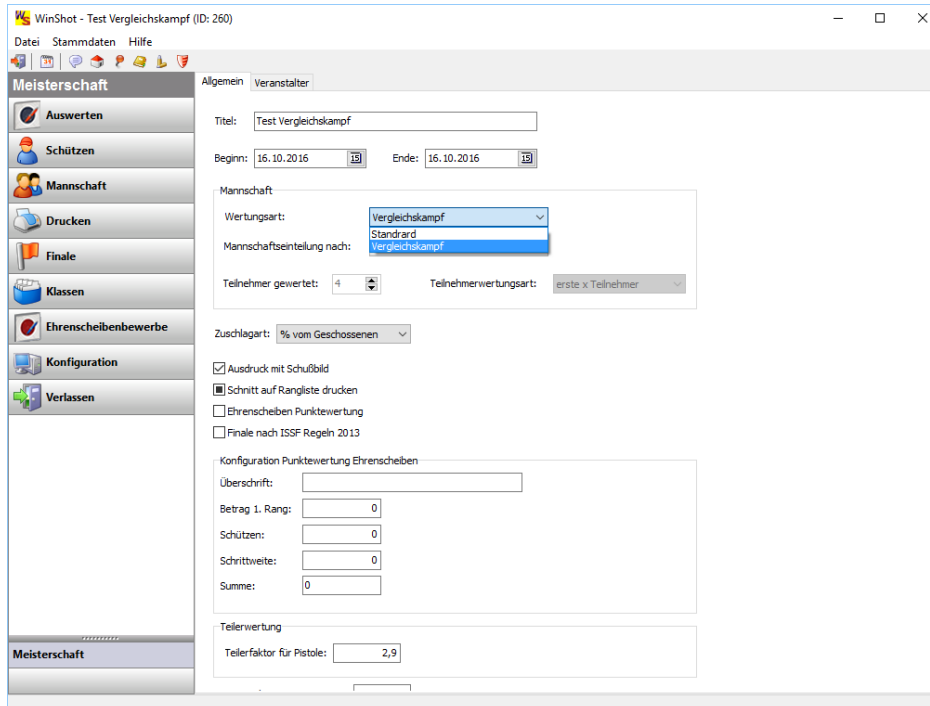 WinShot - Test Vergleichskampf (ID: 260)
Datei Stammdaten Hilfe
Meisterschaft
Auswerten
Schützen
Mannschaft
Drucken
Finale
Klassen
Ehrenscheibenbewerbe
Konfiguration
Verlassen
Meisterschaft
Allgemein Veranstalter
Titel: Test Vergleichskampf
Beginn: 16.10.2016 15 Ende: 16.10.2016 15
Mannschaft
Wertungsart: Vergleichskampf
Standrard
Mannschaftseinteilung nach: Vergleichskampf
Teilnehmer gewertet: 4 Teilnehmerwertungsart: erste x Teilnehmer
Zuschlagart: % vom Geschossenen
Ausdruck mit Schußbild
Schnitt auf Rangliste drucken
Ehrenscheiben Punktewertung
Finale nach ISSF Regeln 2013
Konfiguration Punktewertung Ehrenscheiben
Überschrift:
Betrag 1. Rang: 0
Schützen: 0
Schrittweite: 0
Summe: 0
Teilerwertung
Teilerfaktor für Pistole: 2,9